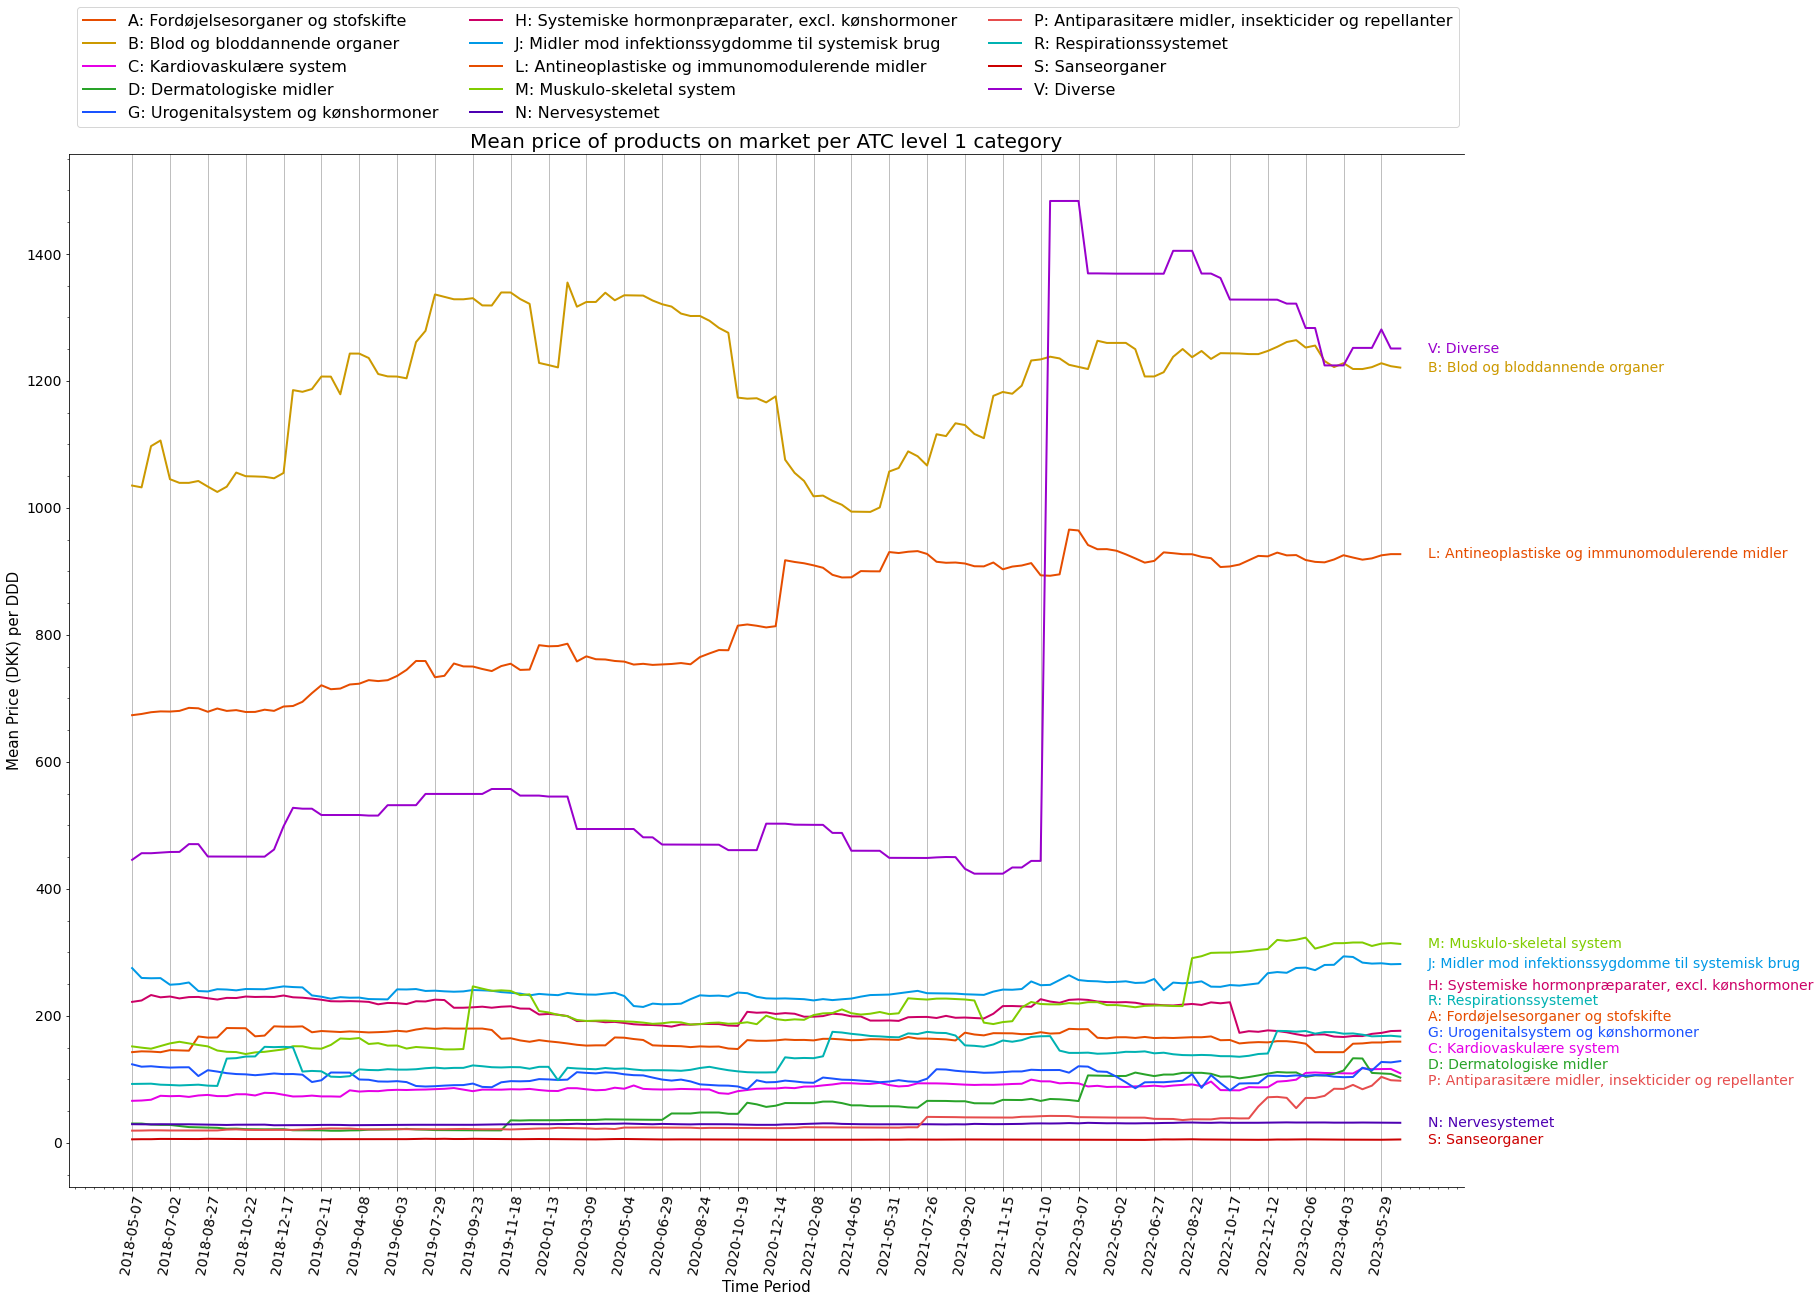 A: Fordøjelsesorganer og stofskifte
B: Blod og bloddannende organer
C: Kardiovaskulære system
D: Dermatologiske midler
G: Urogenitalsystem og kønshormoner
H: Systemiske hormonpræparater, excl. kønshormoner
J: Midler mod infektionssygdomme til systemisk brug
L: Antineoplastiske og immunomodulerende midler
M: Muskulo-skeletal system
N: Nervesystemet
P: Antiparasitære midler, insekticider og repellanter
R: Respirationssystemet
S: Sanseorganer
V: Diverse
Mean price of products on market per ATC level 1 category
Mean Price (DKK) per DDD
1400
1200
1000
800
600
400
200
0
V: Diverse
B: Blod og bloddannende organer
L: Antineoplastiske og immunomodulerende midler
M: Muskulo-skeletal system
J: Midler mod infektionssygdomme til systemisk brug
H: Systemiske hormonpræparater, excl. kønshormoner
R: Respirationssystemet
A: Fordøjelsesorganer og stofskifte
G: Urogenitalsystem og kønshormoner
C: Kardiovaskulære system
D: Dermatologiske midler
P: Antiparasitære midler, insekticider og repellanter
N: Nervesystemet
S: Sanseorganer
2018-05-07
2018-07-02
2018-08-27
2018-10-22
2018-12-17
2019-02-11
2019-04-08
2019-06-03
2019-07-29
2019-09-23
2019-11-18
2020-01-13
2020-03-09
2020-05-04
2020-06-29
2020-08-24
2020-10-19
2020-12-14
2021-02-08
2021-04-05
2021-05-31
2021-07-26
2021-09-20
2021-11-15
2022-01-10
2022-03-07
2022-05-02
2022-06-27
2022-08-22
2022-10-17
2022-12-12
2023-02-06
2023-04-03
2023-05-29
Time Period